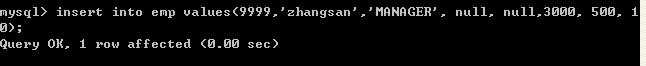 mysql> insert into emp values(9999,'zhangsan','MANAGER', null, null,3000, 500, 1
0);
Query OK, 1 row affected (0.00 sec)